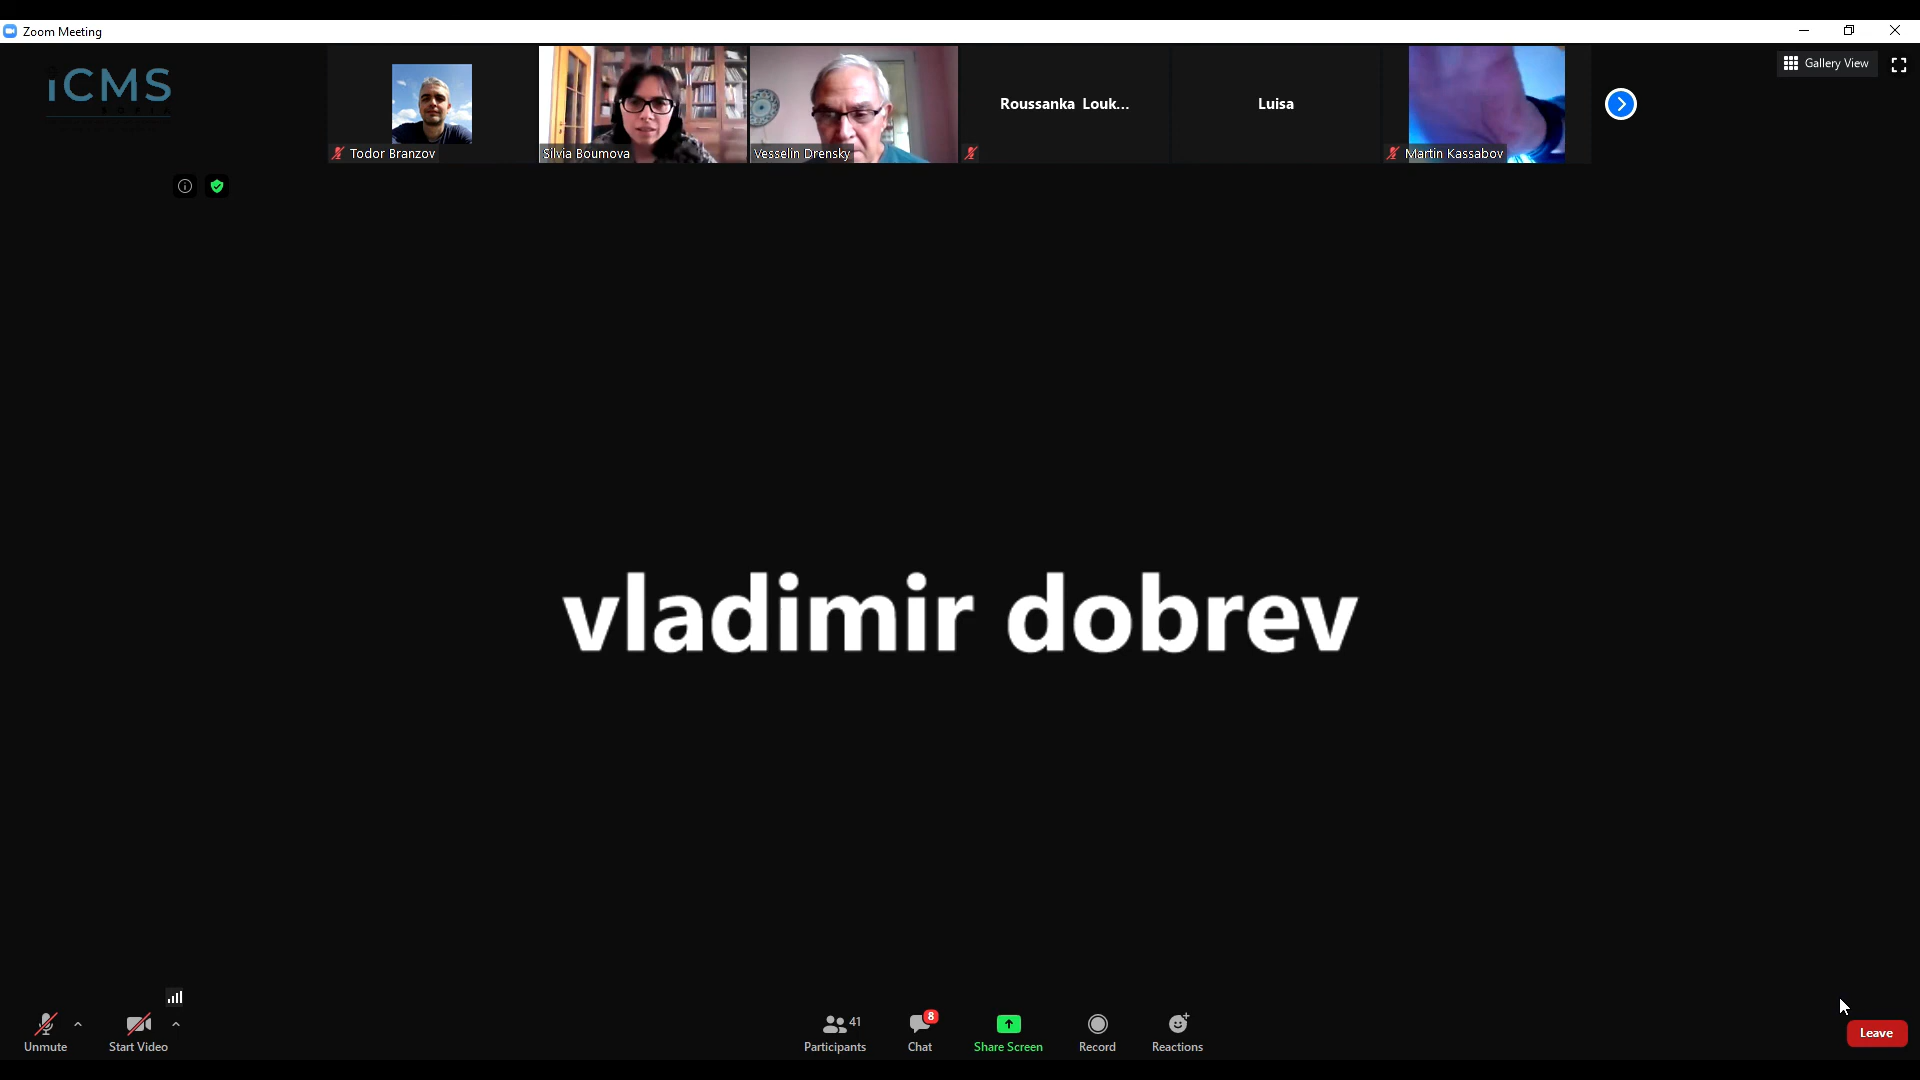 Zoom Meeting
iCMS
Gallery View
Todor Branzov
Silvia Boumova
Vesselin Drensky
Roussanka Louk...
Luisa
Martin Kassabov
vladimir dobrev
Unmute
Start Video
Participants
41
Chat
8
Share Screen
Record
Reactions
Leave